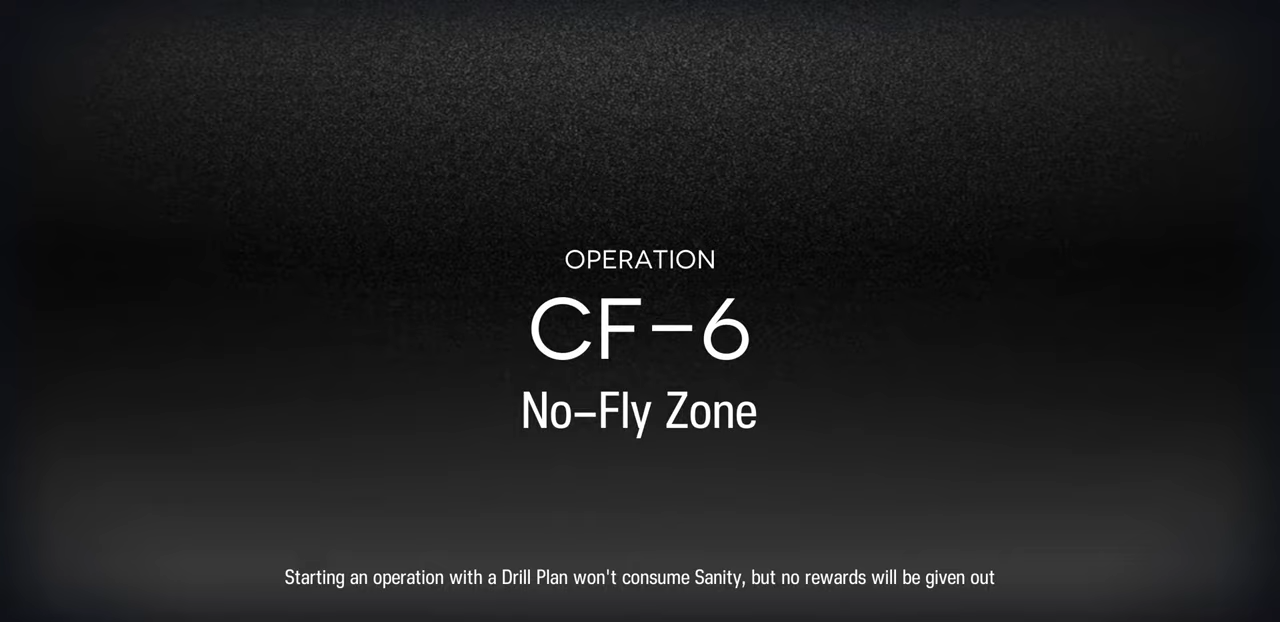 OPERATION
CF-6
No-Fly Zone
Starting an operation with a Drill Plan won't consume Sanity, but no rewards will be given out